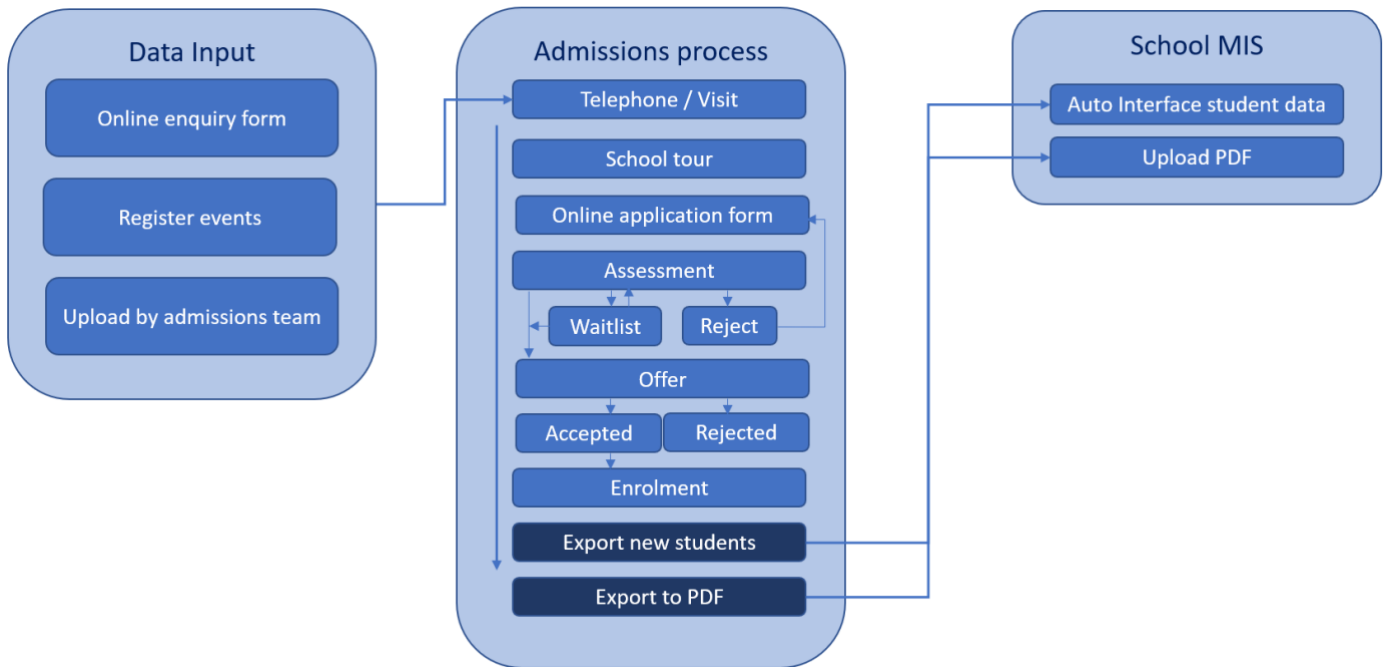 Data Input
Online enquiry form
Register events
Upload by admissions team
Admissions process
Telephone / Visit
School tour
Online application form
Assessment
Waitlist
Reject
Offer
Accepted
Rejected
Enrolment
Export new students
Export to PDF
School MIS
Auto Interface student data
Upload PDF